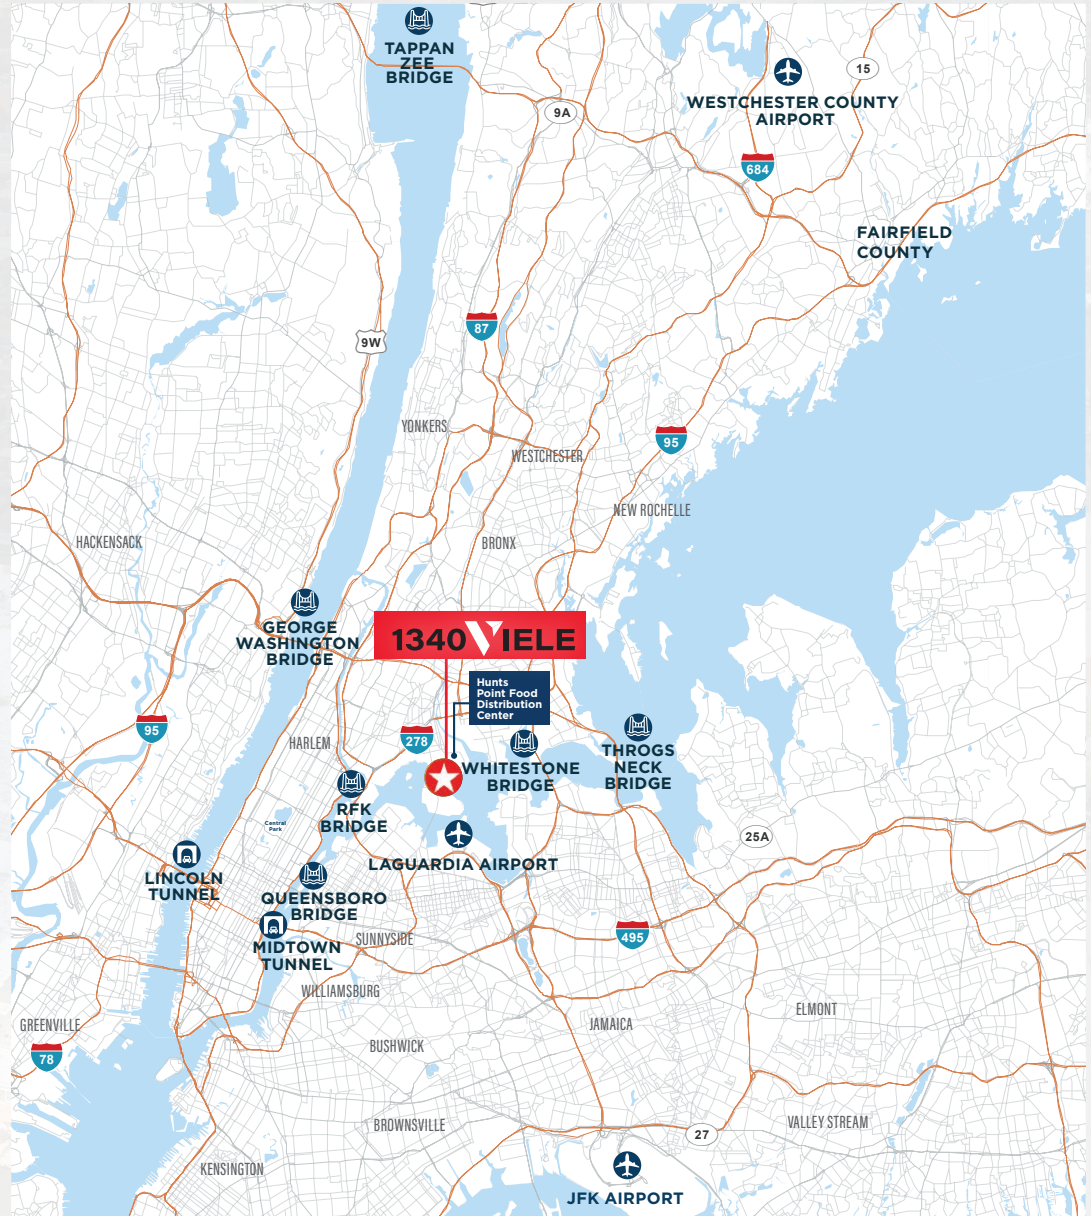 TAPPAN
ZEE
BRIDGE
15
WESTCHESTER COUNTY
AIRPORT
9A
684
FAIRFIELD
COUNTY
87
9W
YONKERS
95
WESTCHESTER
NEW ROCHELLE
HACKENSACK
BRONX
GEORGE
WASHINGTON
BRIDGE
1340 VIELE
Hunts
Point Food
Distribution
Center
95
HARLEM
278
WHITESTONE
BRIDGE
THROGS
NECK
BRIDGE
RFK
BRIDGE
Central
Park
25A
LAGUARDIA AIRPORT
LINCOLN
TUNNEL
QUEENSBORO
BRIDGE
495
SUNNYSIDE
MIDTOWN
TUNNEL
WILLIAMSBURG
ELMONT
GREENVILLE
JAMAICA
78
BUSHWICK
BROWNSVILLE
VALLEY STREAM
27
KENSINGTON
JFK AIRPORT